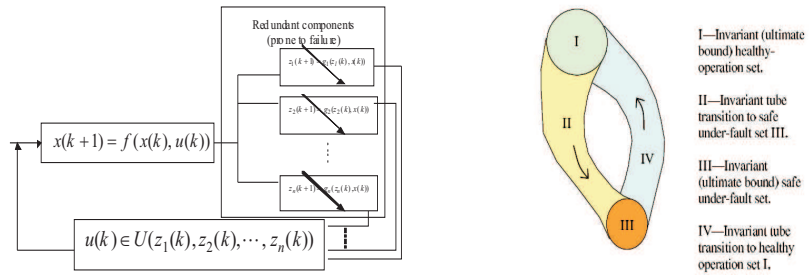 Redundant components
(prone to failure)
z₁(k+1) = g₁(z₁(k), x(k))
z₂(k+1) = g₂(z₂(k), x(k))
⋮
zₙ(k+1) = gₙ(zₙ(k), x(k))
x(k+1) = f(x(k), u(k))
u(k) ∈ U(z₁(k), z₂(k), ⋯, zₙ(k))
I
II
IV
III
I—Invariant (ultimate
bound) healthy-
operation set.
II—Invariant tube
transition to safe
under-fault set III.
III—Invariant
(ultimate bound) safe
under-fault set.
IV—Invariant tube
transition to healthy
operation set I.